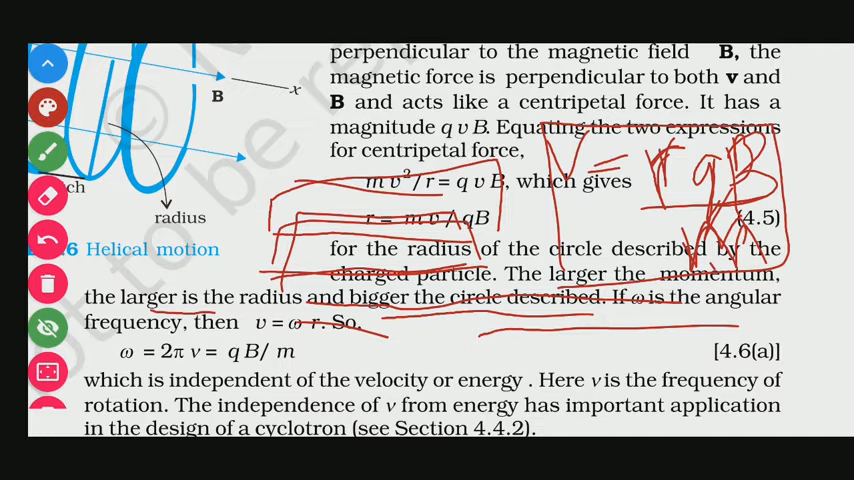 perpendicular to the magnetic field B, the
magnetic force is perpendicular to both v and
B and acts like a centripetal force. It has a
magnitude q v B. Equating the two expressions
for centripetal force,
m v²/r = q v B, which gives
r = m v / qB (4.5)
for the radius of the circle described by the
charged particle. The larger the momentum,
the larger is the radius and bigger the circle described. If ω is the angular
frequency, then v = ω r. So,
ω = 2π ν = q B/ m [4.6(a)]
which is independent of the velocity or energy . Here ν is the frequency of
rotation. The independence of ν from energy has important application
in the design of a cyclotron (see Section 4.4.2).
B
x
ch
radius
6 Helical motion
V = r q B
m